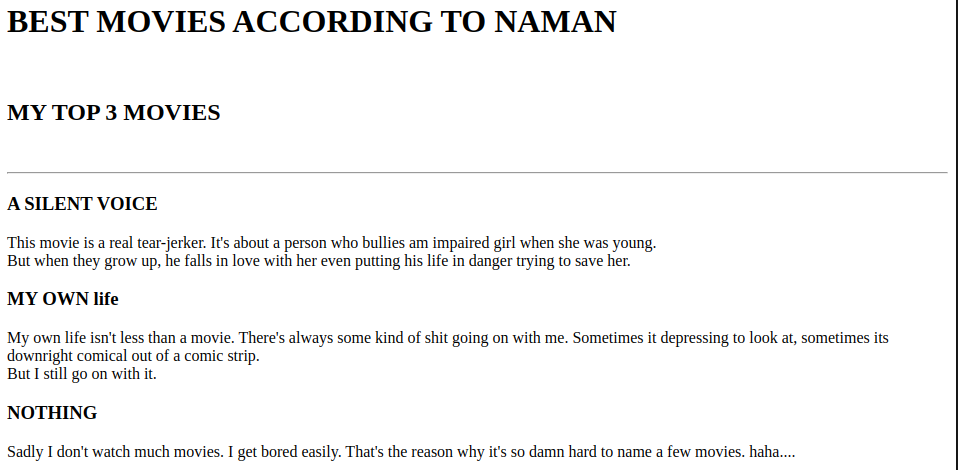 BEST MOVIES ACCORDING TO NAMAN
MY TOP 3 MOVIES
A SILENT VOICE
This movie is a real tear-jerker. It's about a person who bullies am impaired girl when she was young.
But when they grow up, he falls in love with her even putting his life in danger trying to save her.
MY OWN life
My own life isn't less than a movie. There's always some kind of shit going on with me. Sometimes it depressing to look at, sometimes its
downright comical out of a comic strip.
But I still go on with it.
NOTHING
Sadly I don't watch much movies. I get bored easily. That's the reason why it's so damn hard to name a few movies. haha....